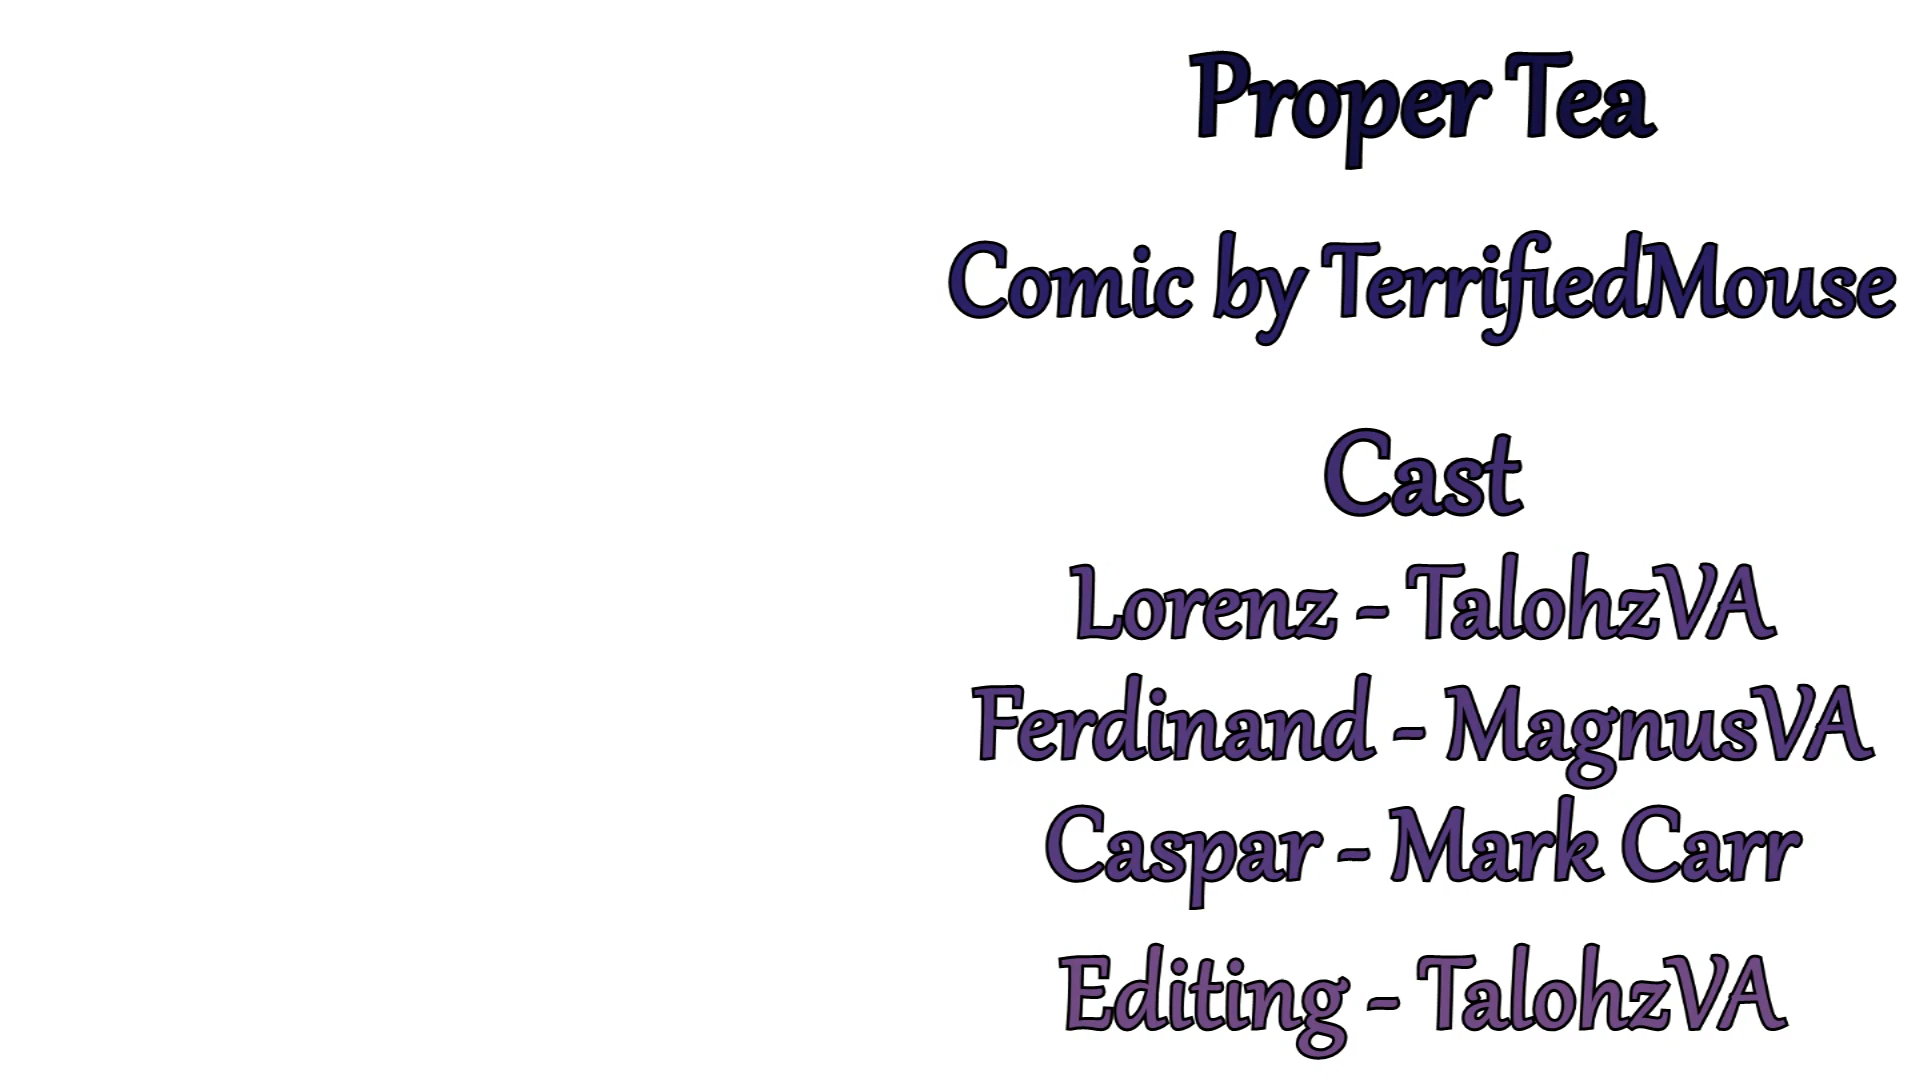 Proper Tea
Comic by TerrifiedMouse
Cast
Lorenz - TalohzVA
Ferdinand - MagnusVA
Caspar - Mark Carr
Editing - TalohzVA